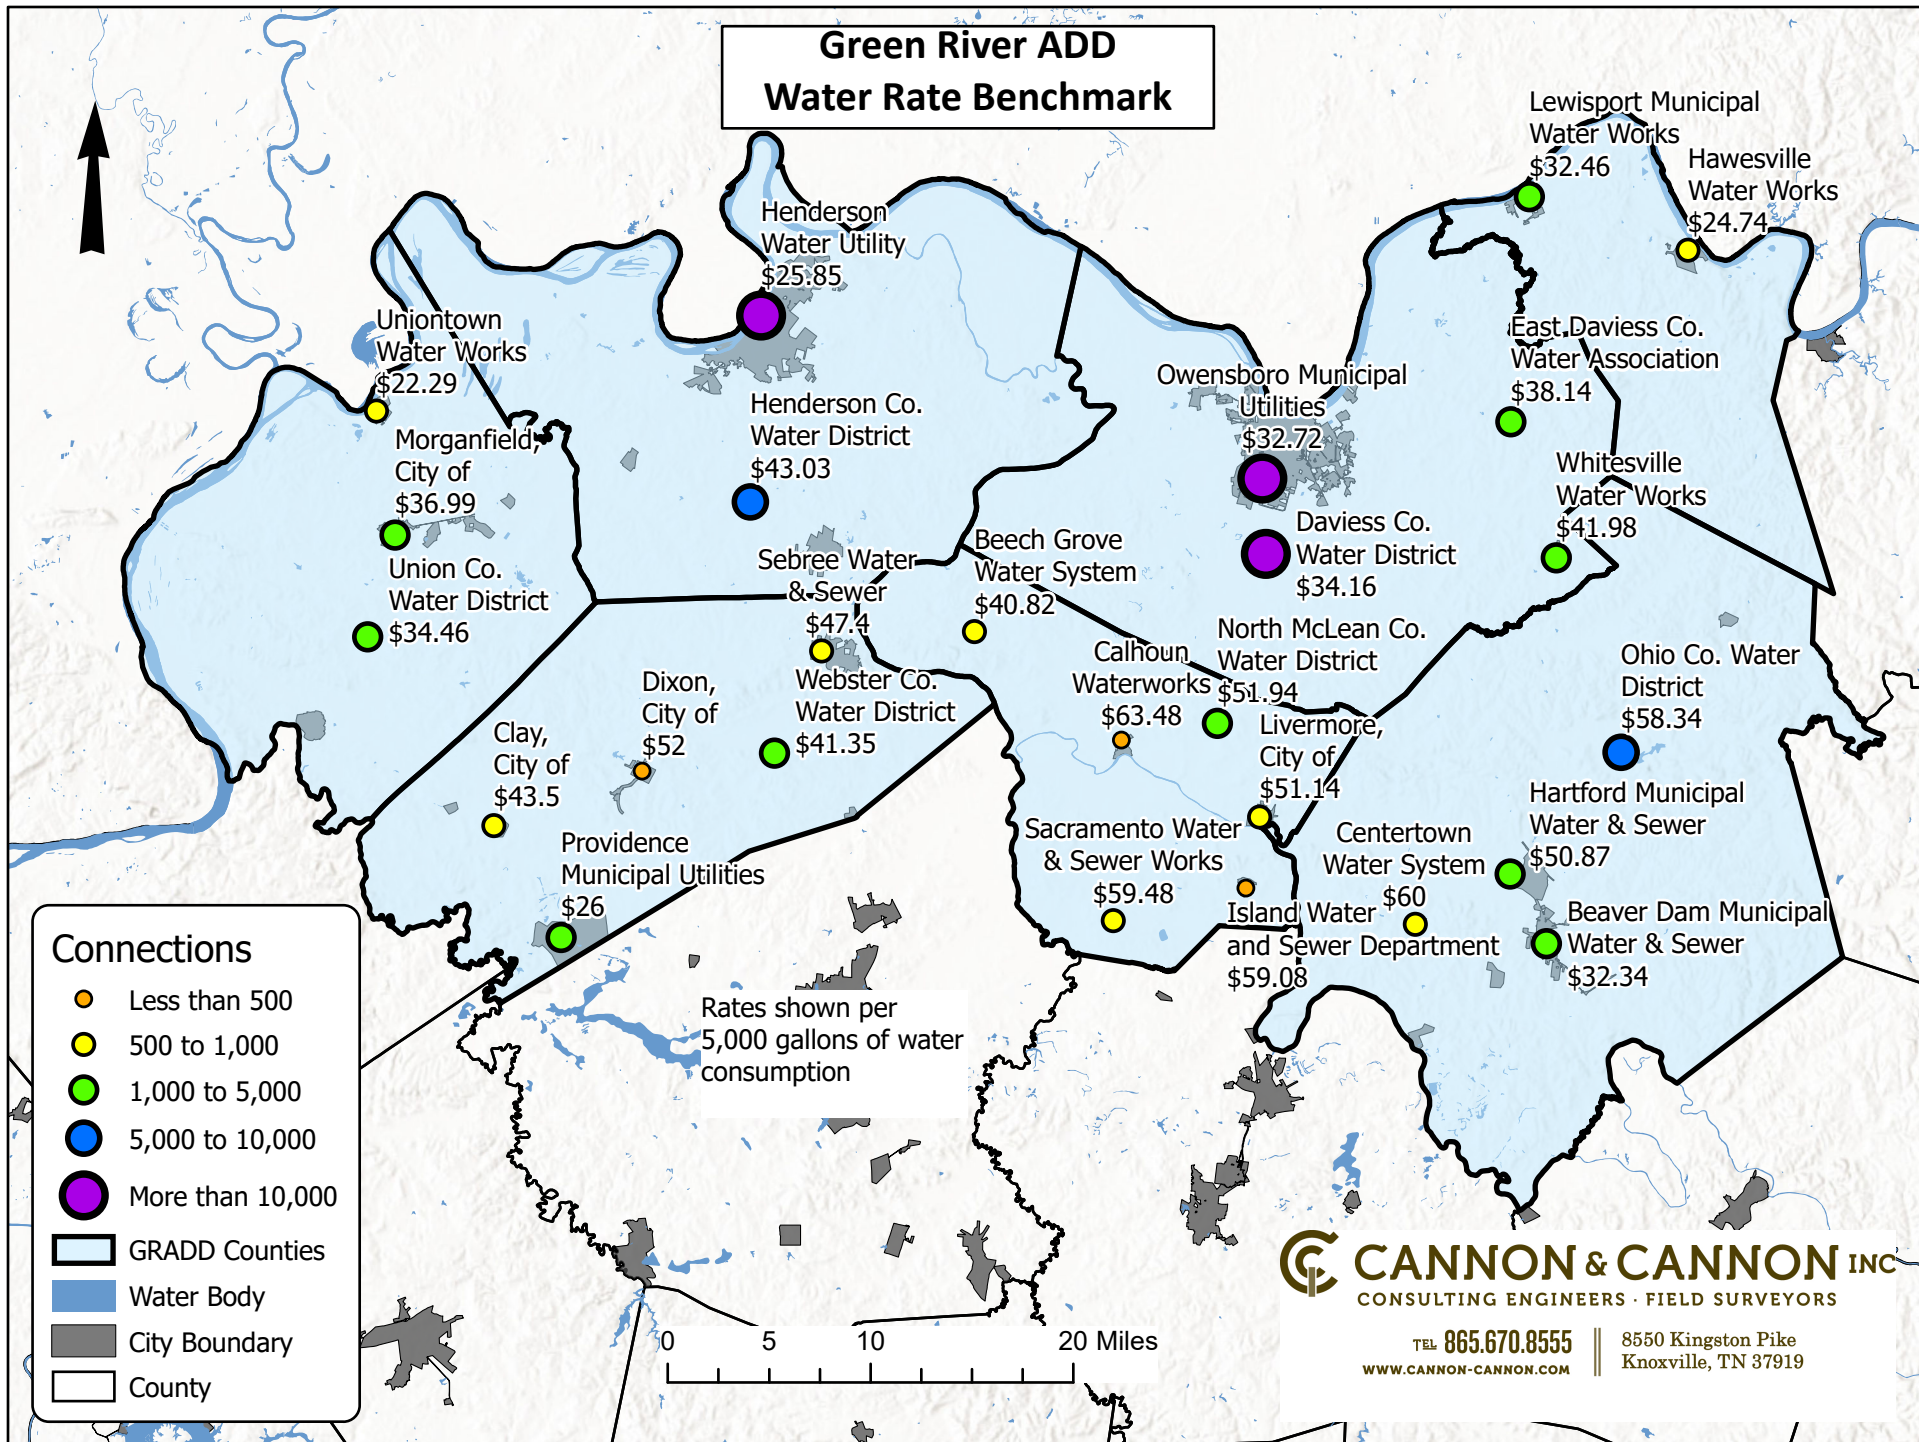 Green River ADD
Water Rate Benchmark
Lewisport Municipal
Water Works
$32.46
Hawesville
Water Works
$24.74
Henderson
Water Utility
$25.85
Uniontown
Water Works
$22.29
East Daviess Co.
Water Association
$38.14
Owensboro Municipal
Utilities
$32.72
Henderson Co.
Water District
$43.03
Morganfield,
City of
$36.99
Whitesville
Water Works
$41.98
Daviess Co.
Water District
$34.16
Beech Grove
Water System
$40.82
Sebree Water
& Sewer
$47.4
Union Co.
Water District
$34.46
North McLean Co.
Water District
$51.94
Calhoun
Waterworks
$63.48
Ohio Co. Water
District
$58.34
Dixon,
City of
$52
Webster Co.
Water District
$41.35
Clay,
City of
$43.5
Livermore,
City of
$51.14
Hartford Municipal
Water & Sewer
$50.87
Sacramento Water
& Sewer Works
$59.48
Centertown
Water System
$60
Providence
Municipal Utilities
$26
Island Water
and Sewer Department
$59.08
Beaver Dam Municipal
Water & Sewer
$32.34
Rates shown per
5,000 gallons of water
consumption
Connections
Less than 500
500 to 1,000
1,000 to 5,000
5,000 to 10,000
More than 10,000
GRADD Counties
Water Body
City Boundary
County
0 5 10 20 Miles
CANNON & CANNON INC
CONSULTING ENGINEERS · FIELD SURVEYORS
TEL 865.670.8555
WWW.CANNON-CANNON.COM
8550 Kingston Pike
Knoxville, TN 37919